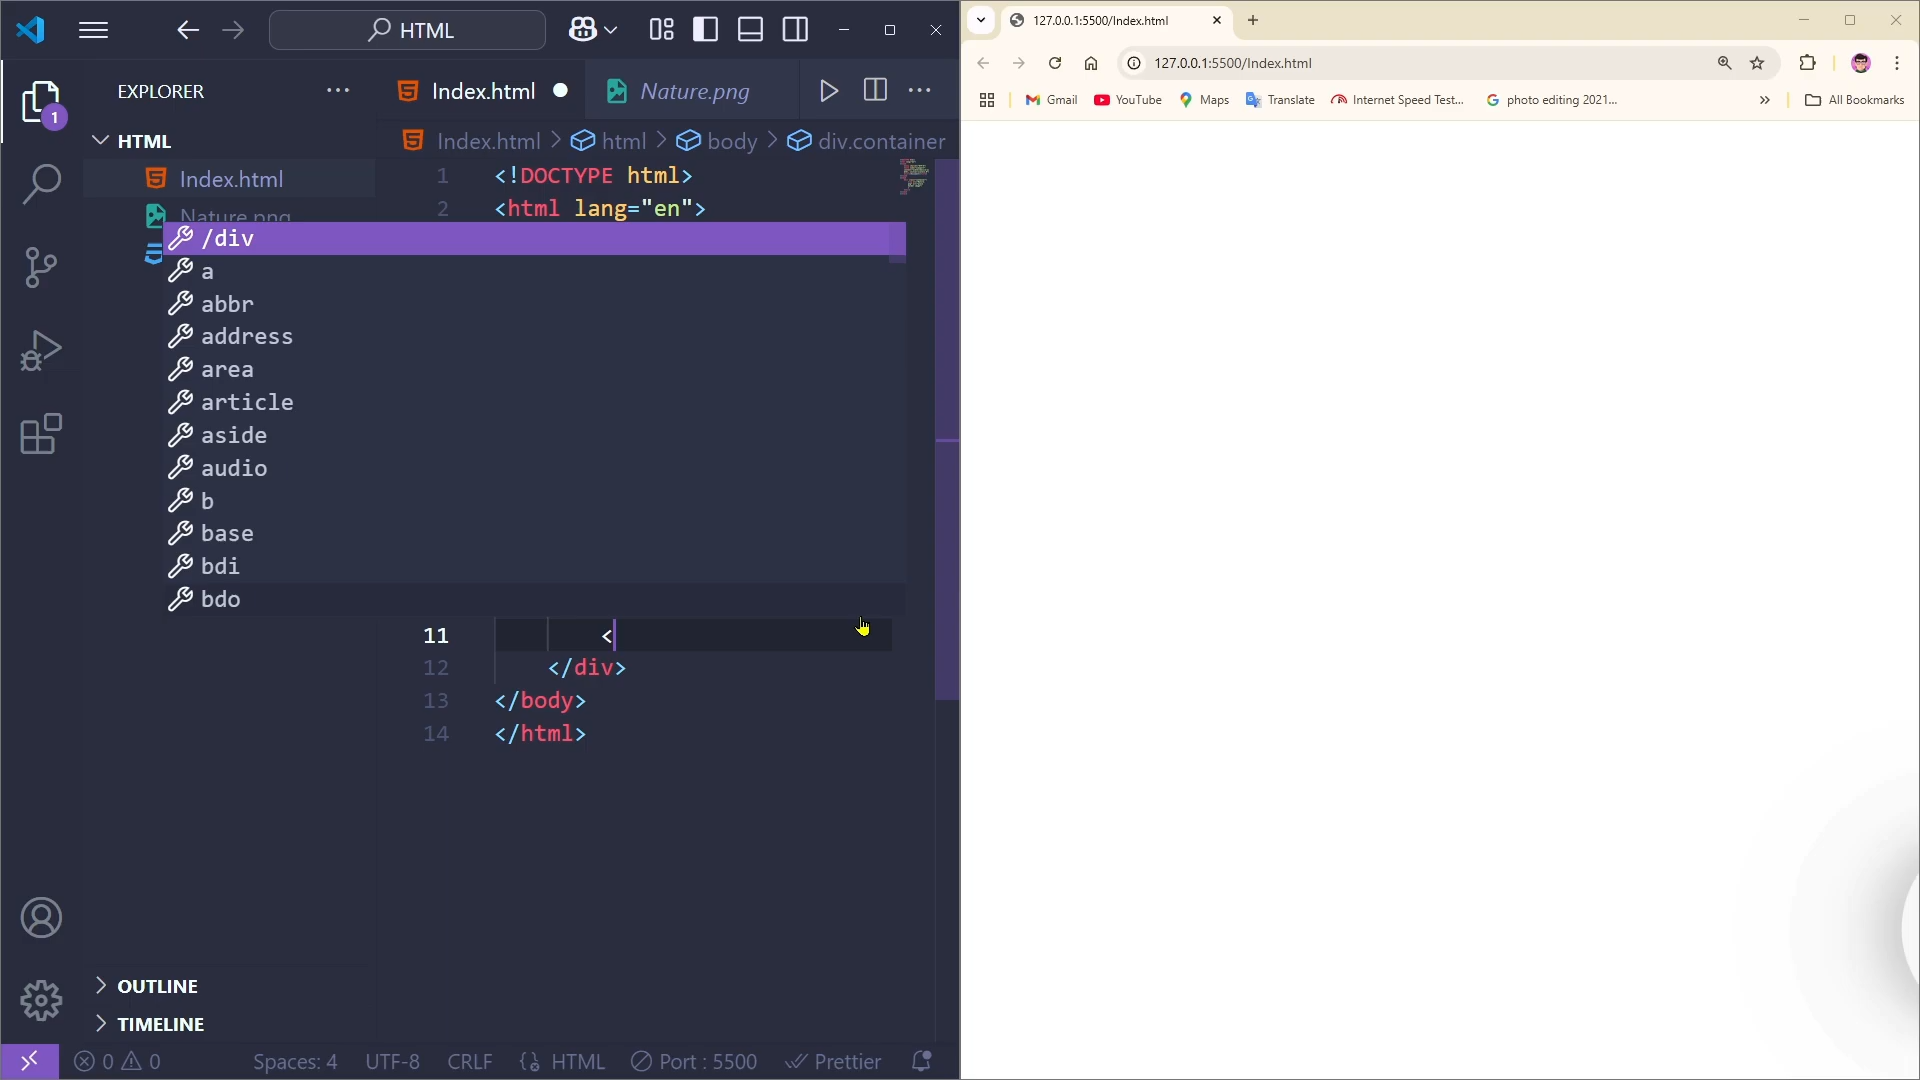 HTML
EXPLORER
1
HTML
Index.html
Nature.png
OUTLINE
TIMELINE
Index.html
Nature.png
Index.html > html > body > div.container
1 <!DOCTYPE html>
2 <html lang="en">
/div
a
abbr
address
area
article
aside
audio
b
base
bdi
bdo
11 <
12 </div>
13 </body>
14 </html>
0 0 Spaces: 4 UTF-8 CRLF {} HTML Port : 5500 Prettier
127.0.0.1:5500/Index.html
127.0.0.1:5500/Index.html
Gmail YouTube Maps Translate Internet Speed Test... photo editing 2021... » All Bookmarks